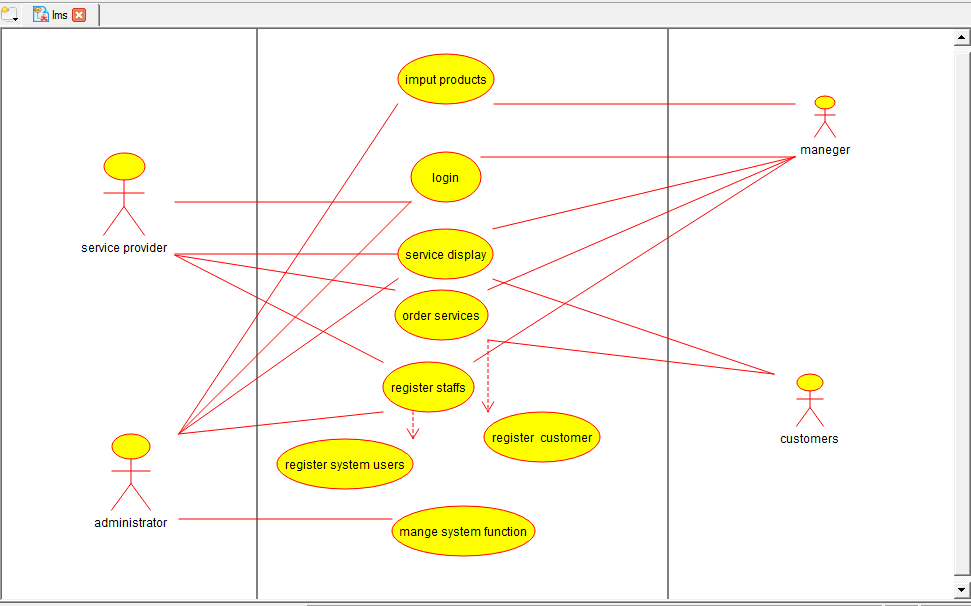 lms
imput products
maneger
login
service provider
service display
order services
register staffs
register customer
customers
register system users
administrator
mange system function